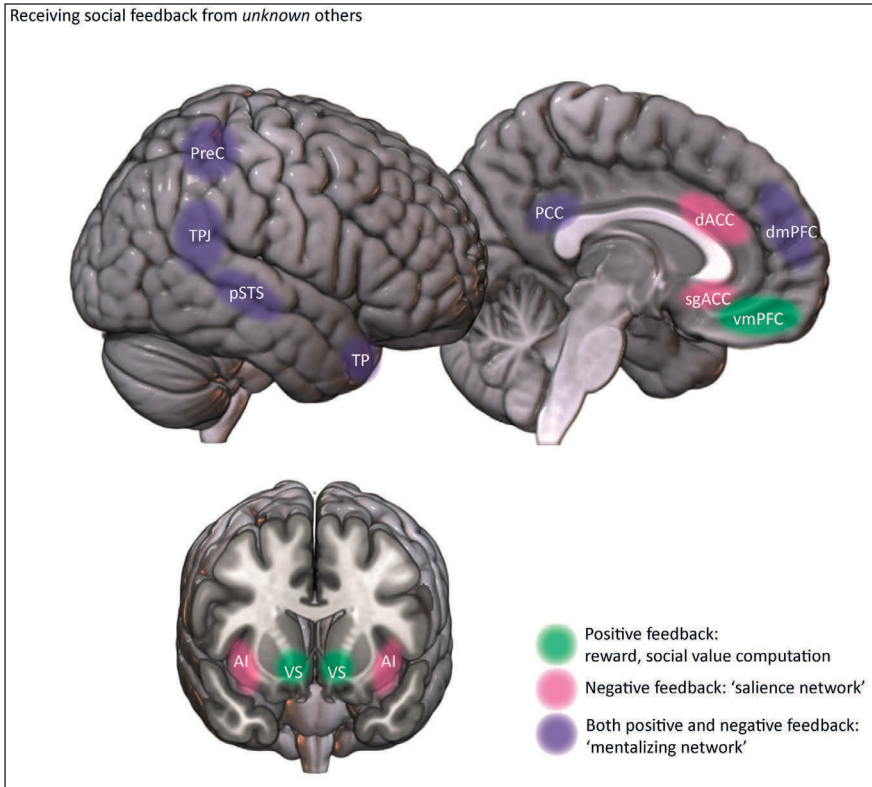 Receiving social feedback from unknown others
PreC
TPJ
pSTS
TP
PCC
dACC
dmPFC
sgACC
vmPFC
AI
VS
VS
AI
Positive feedback:
reward, social value computation
Negative feedback: ‘salience network’
Both positive and negative feedback:
‘mentalizing network’